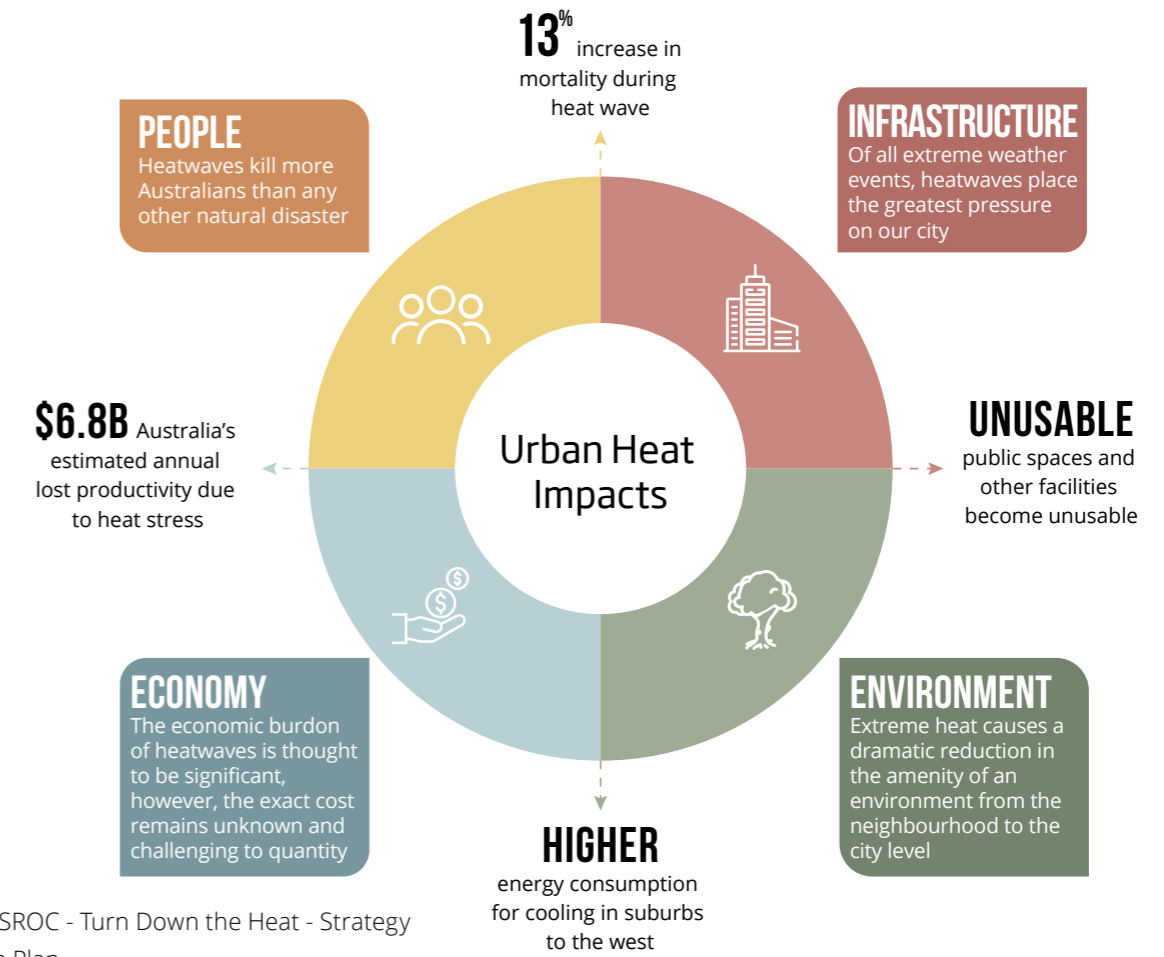 13% increase in
mortality during
heat wave
PEOPLE
Heatwaves kill more
Australians than any
other natural disaster
INFRASTRUCTURE
Of all extreme weather
events, heatwaves place
the greatest pressure
on our city
Urban Heat
Impacts
$6.8B Australia’s
estimated annual
lost productivity due
to heat stress
UNUSABLE
public spaces and
other facilities
become unusable
ECONOMY
The economic burdon
of heatwaves is thought
to be significant,
however, the exact cost
remains unknown and
challenging to quantity
ENVIRONMENT
Extreme heat causes a
dramatic reduction in
the amenity of an
environment from the
neighbourhood to the
city level
HIGHER
energy consumption
for cooling in suburbs
to the west
SROC - Turn Down the Heat - Strategy
Plan